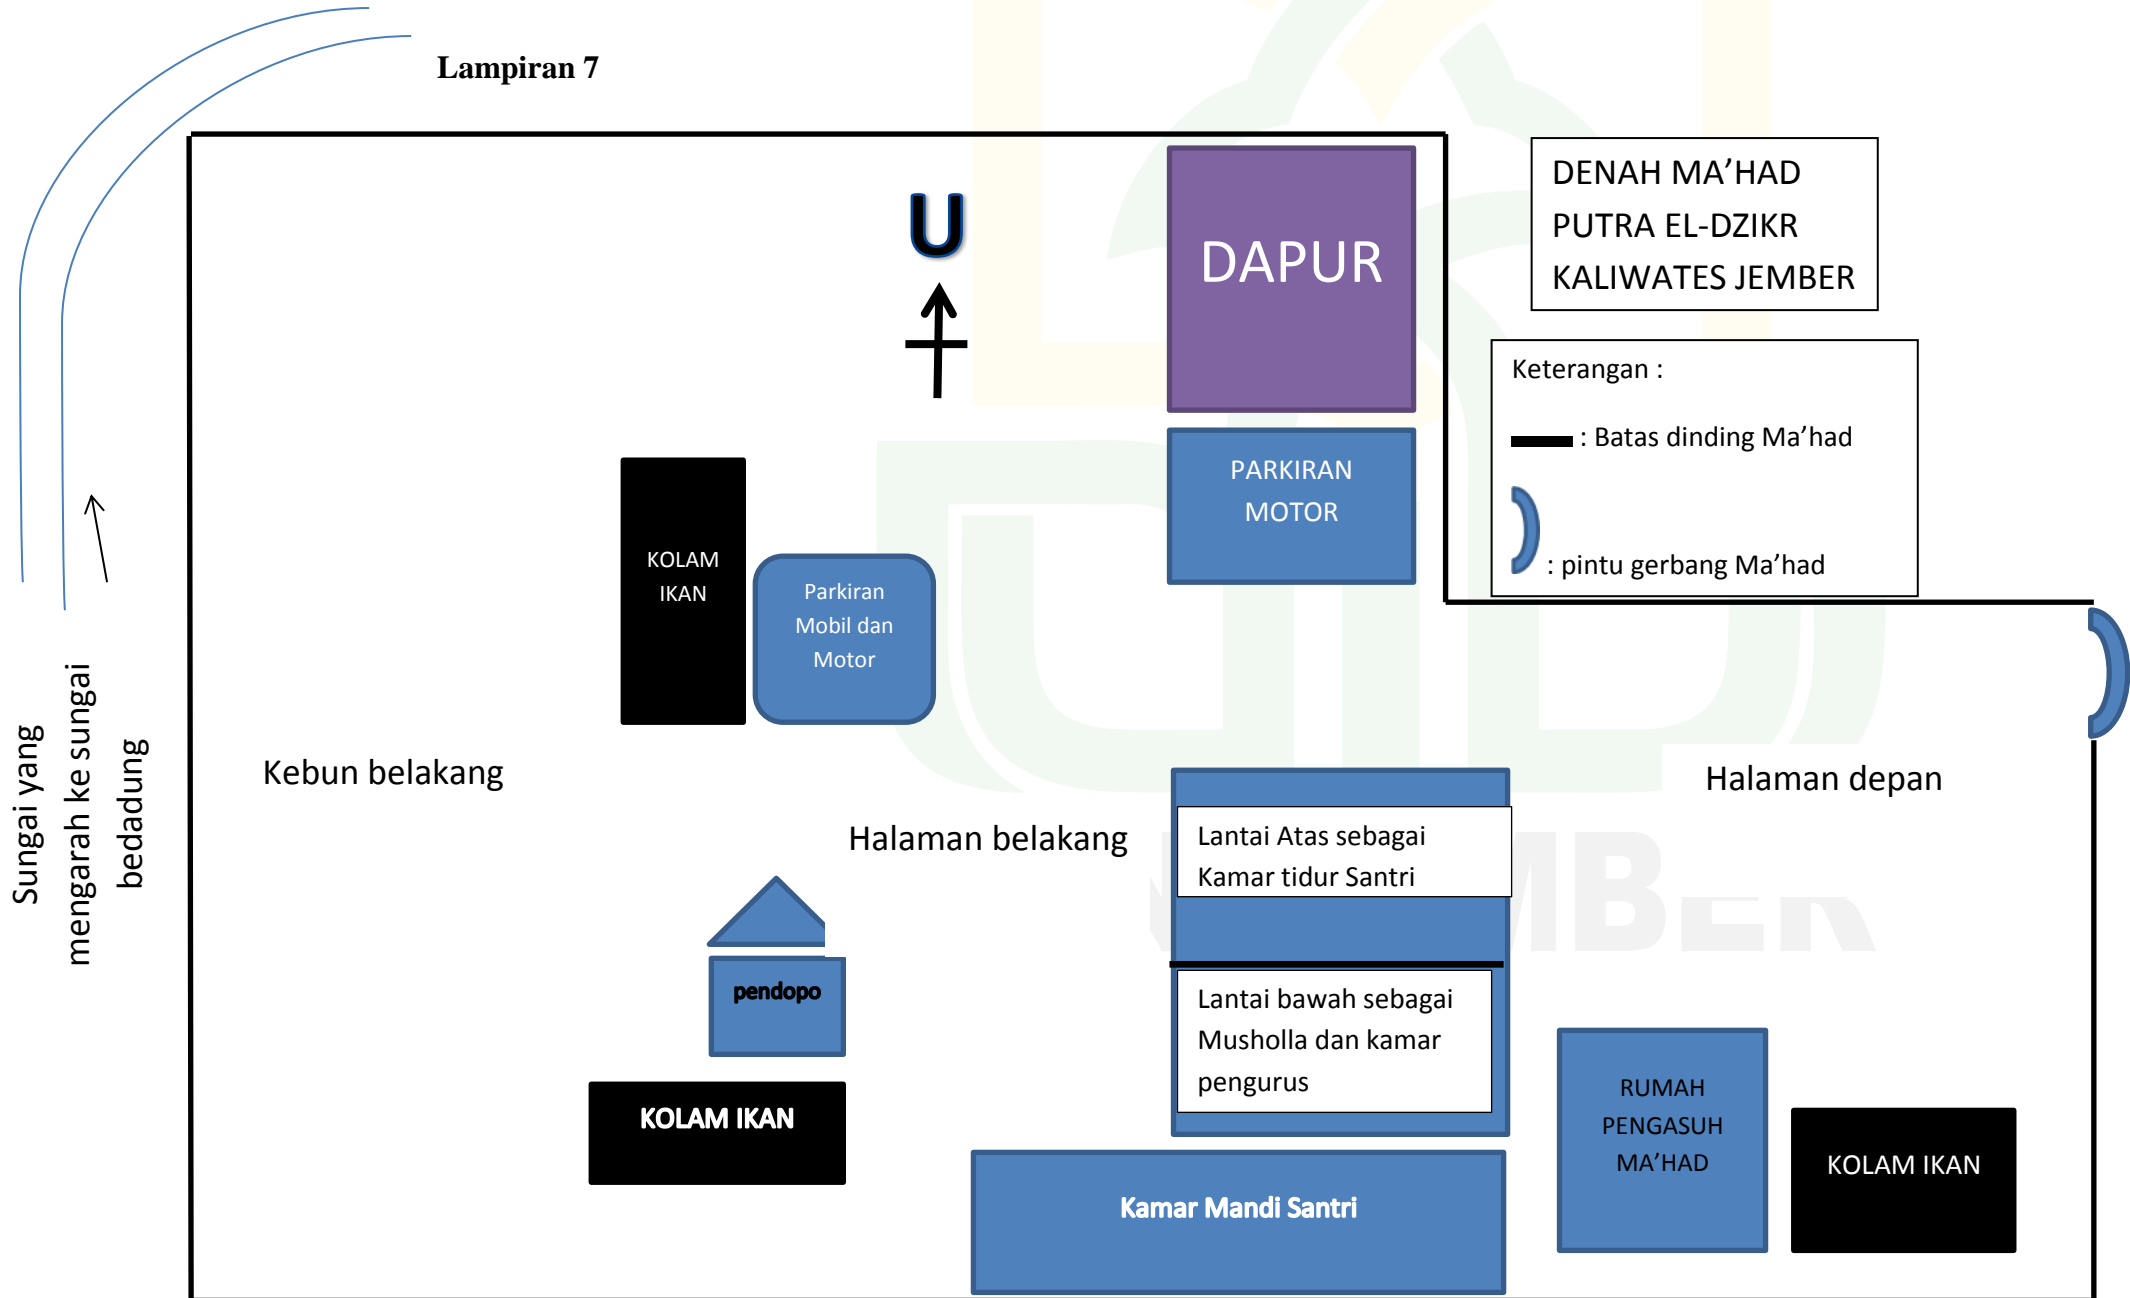 Lampiran 7
DENAH MA’HAD
PUTRA EL-DZIKR
KALIWATES JEMBER
U
DAPUR
Keterangan :
: Batas dinding Ma’had
: pintu gerbang Ma’had
PARKIRAN
MOTOR
KOLAM
IKAN
Parkiran
Mobil dan
Motor
Sungai yang
mengarah ke sungai
bedadung
Kebun belakang
Halaman belakang
Halaman depan
Lantai Atas sebagai
Kamar tidur Santri
Lantai bawah sebagai
Musholla dan kamar
pengurus
pendopo
KOLAM IKAN
RUMAH
PENGASUH
MA’HAD
KOLAM IKAN
Kamar Mandi Santri